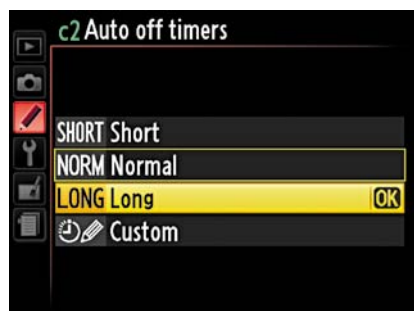 c2 Auto off timers
SHORT Short
NORM Normal
LONG Long OK
Custom